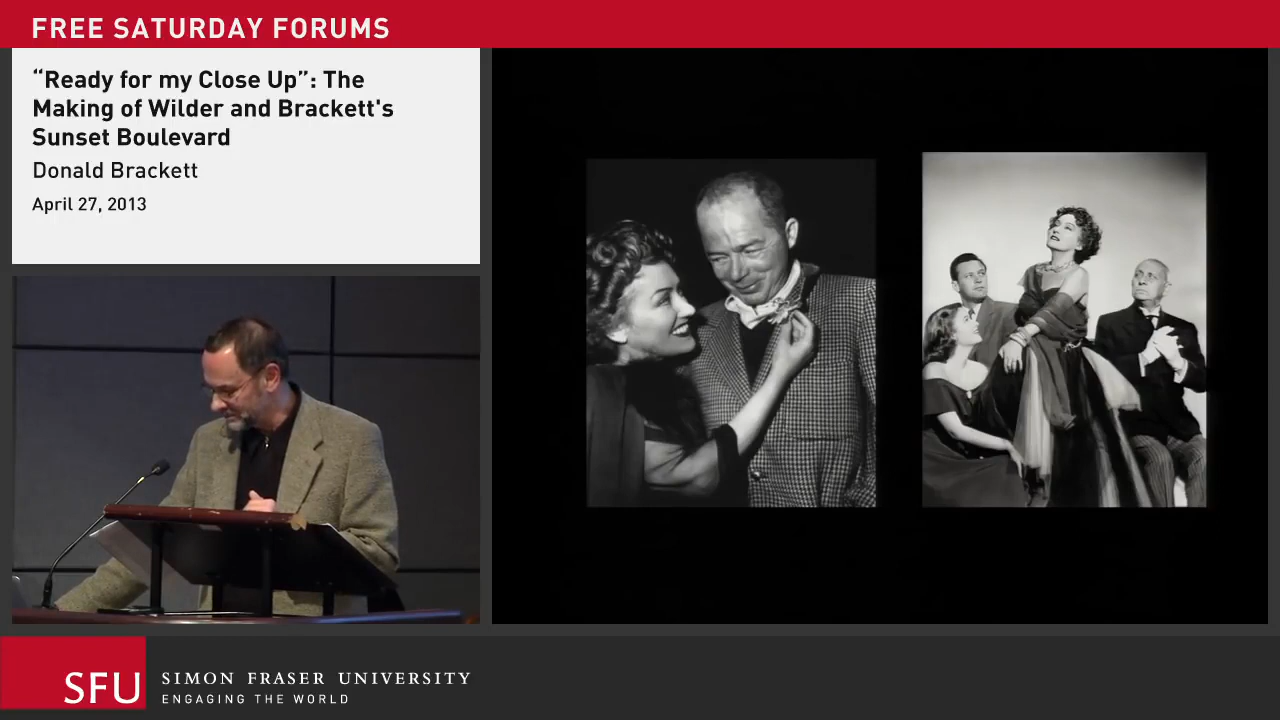 FREE SATURDAY FORUMS
“Ready for my Close Up”: The
Making of Wilder and Brackett's
Sunset Boulevard
Donald Brackett
April 27, 2013
SFU
SIMON FRASER UNIVERSITY
ENGAGING THE WORLD